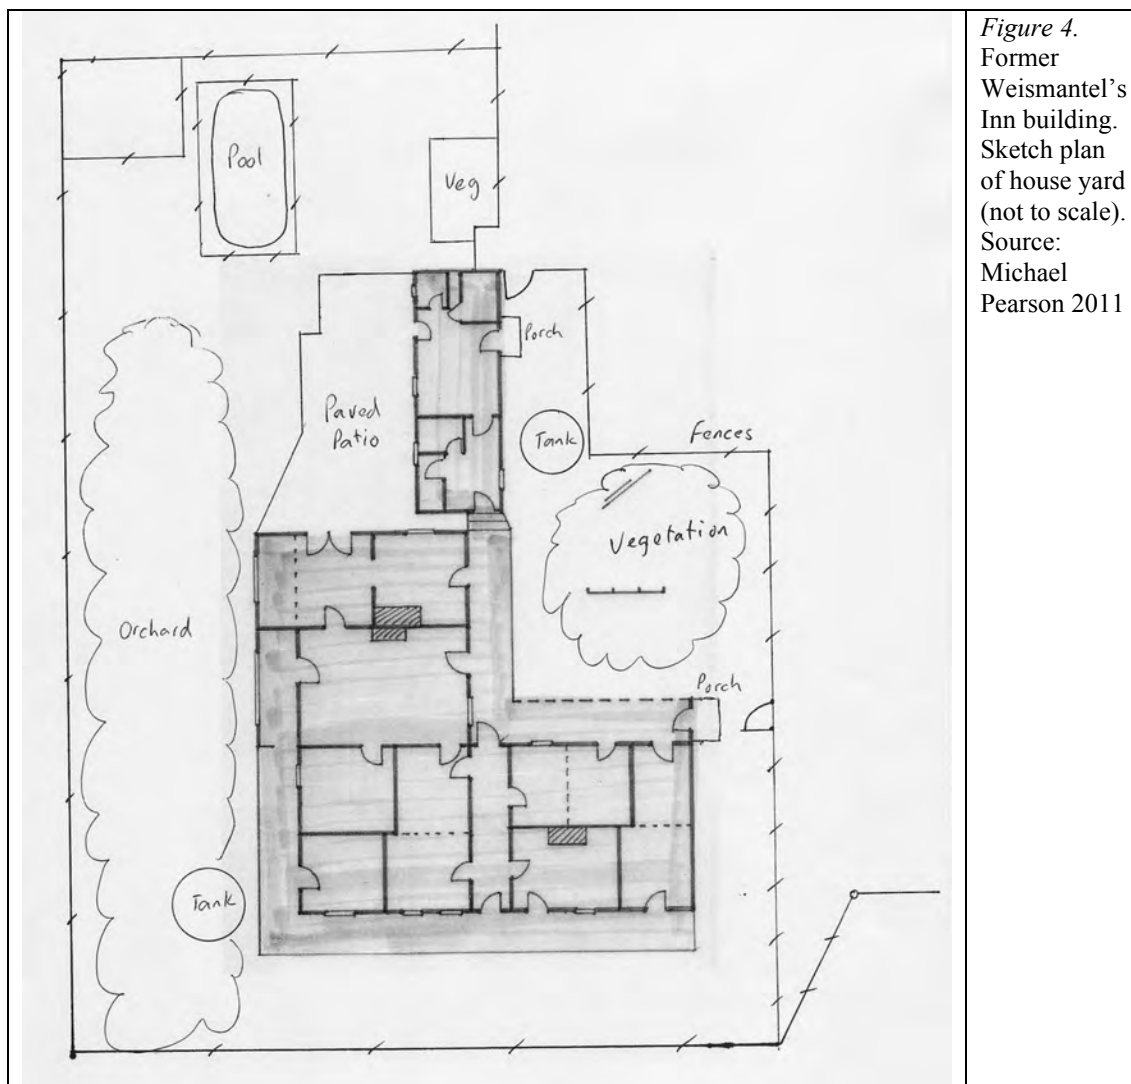 Figure 4.
Former
Weismantel's
Inn building.
Sketch plan
of house yard
(not to scale).
Source:
Michael
Pearson 2011
Pool
Veg
Porch
Paved
Patio
Tank
Fences
Vegetation
Orchard
Porch
Tank